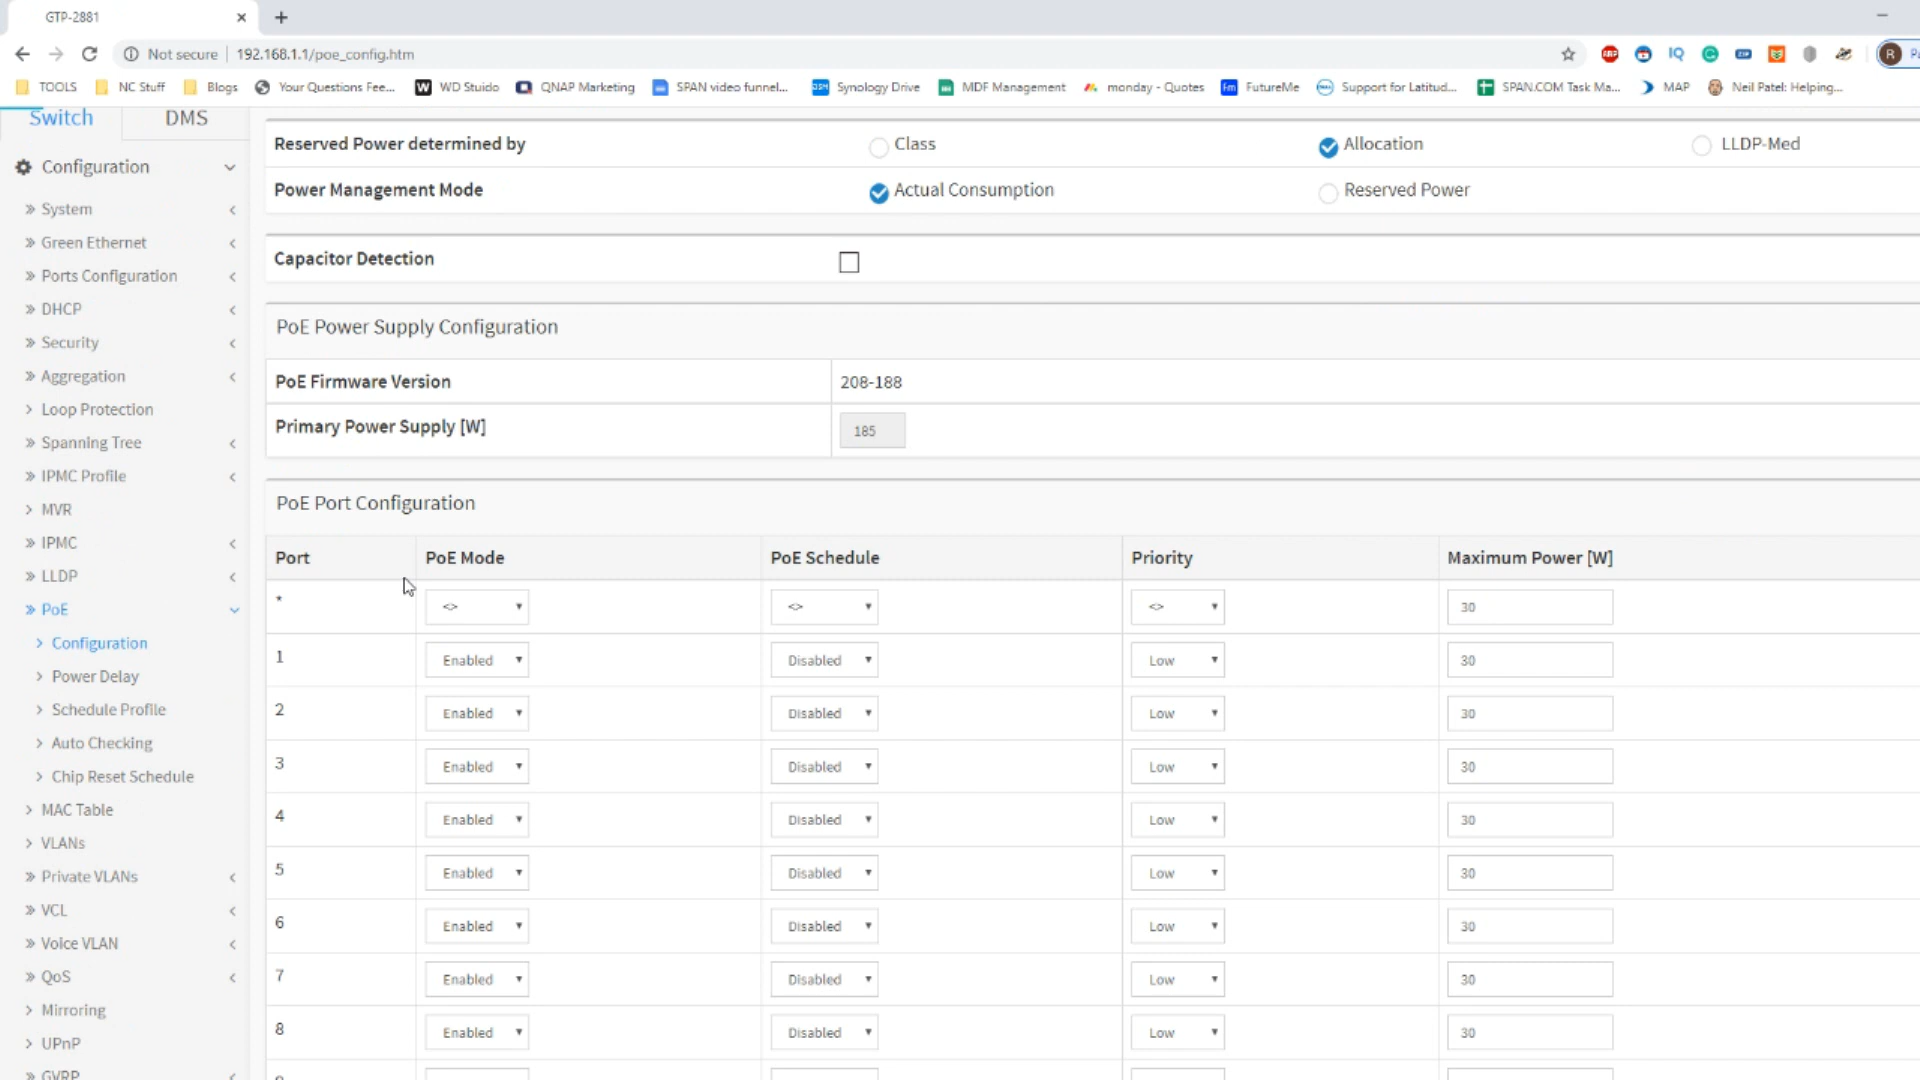 GTP-2881
Not secure | 192.168.1.1/poe_config.htm
TOOLS NC Stuff Blogs Your Questions Fee... WD Stuido QNAP Marketing SPAN video funnel... Synology Drive MDF Management monday - Quotes FutureMe Support for Latitud... SPAN.COM Task Ma... MAP Neil Patel: Helping...
Switch DMS
Configuration
System
Green Ethernet
Ports Configuration
DHCP
Security
Aggregation
Loop Protection
Spanning Tree
IPMC Profile
MVR
IPMC
LLDP
PoE
Configuration
Power Delay
Schedule Profile
Auto Checking
Chip Reset Schedule
MAC Table
VLANs
Private VLANs
VCL
Voice VLAN
QoS
Mirroring
UPnP
GVRP
Reserved Power determined by Class Allocation LLDP-Med
Power Management Mode Actual Consumption Reserved Power
Capacitor Detection
PoE Power Supply Configuration
PoE Firmware Version 208-188
Primary Power Supply [W] 185
PoE Port Configuration
Port PoE Mode PoE Schedule Priority Maximum Power [W]
* <> <> <> 30
1 Enabled Disabled Low 30
2 Enabled Disabled Low 30
3 Enabled Disabled Low 30
4 Enabled Disabled Low 30
5 Enabled Disabled Low 30
6 Enabled Disabled Low 30
7 Enabled Disabled Low 30
8 Enabled Disabled Low 30